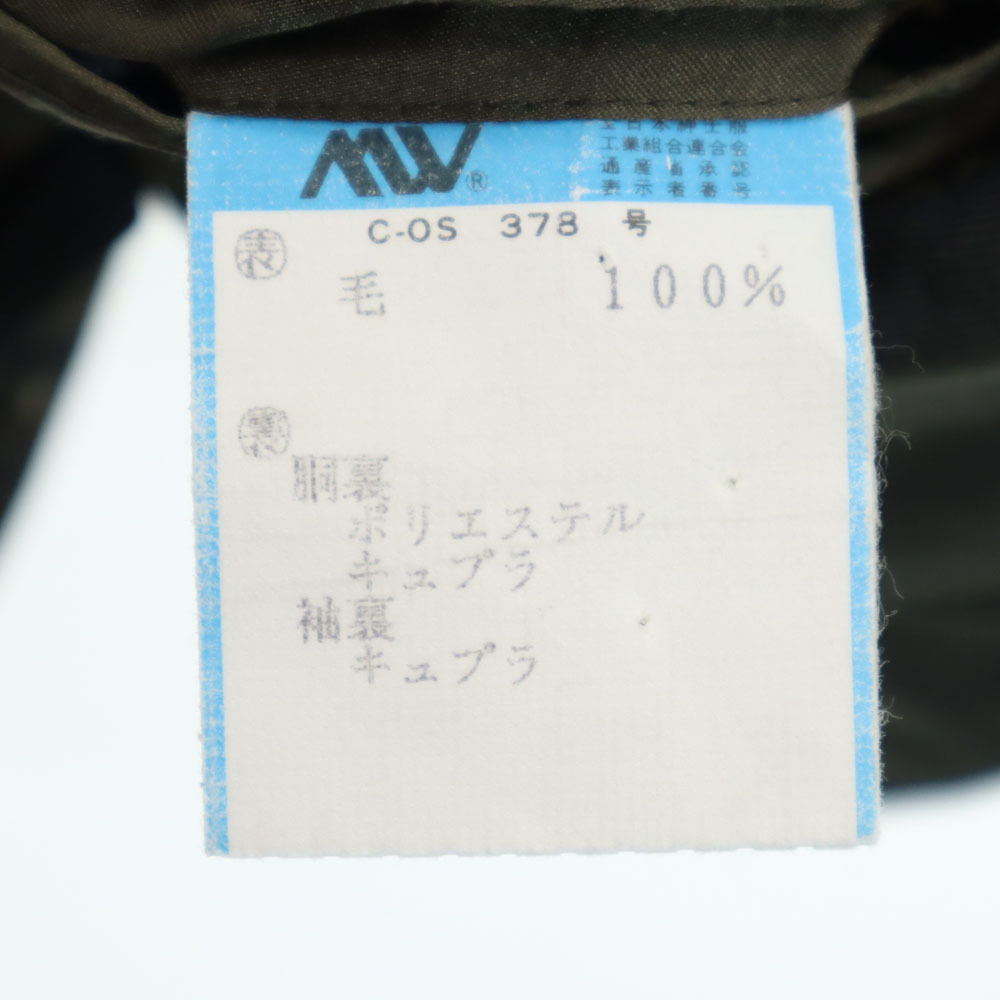 MW®
全日本紳士服
工業組合連合会
通産省承認
表示者番号
C-OS 378 号
表
毛 100%
裏
胴裏
ポリエステル
キュプラ
袖裏
キュプラ